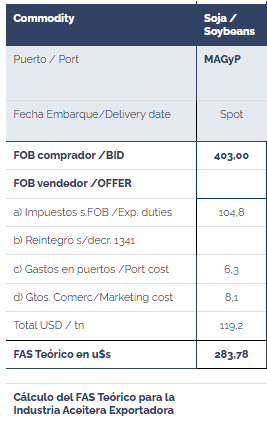 Commodity Soja /
Soybeans
Puerto / Port MAGyP
Fecha Embarque/Delivery date Spot
FOB comprador /BID 403,00
FOB vendedor /OFFER
a) Impuestos s.FOB /Exp. duties 104,8
b) Reintegro s/decr. 1341
c) Gastos en puertos /Port cost 6,3
d) Gtos. Comerc/Marketing cost 8,1
Total USD / tn 119,2
FAS Teórico en u$s 283,78
Cálculo del FAS Teórico para la
Industria Aceitera Exportadora